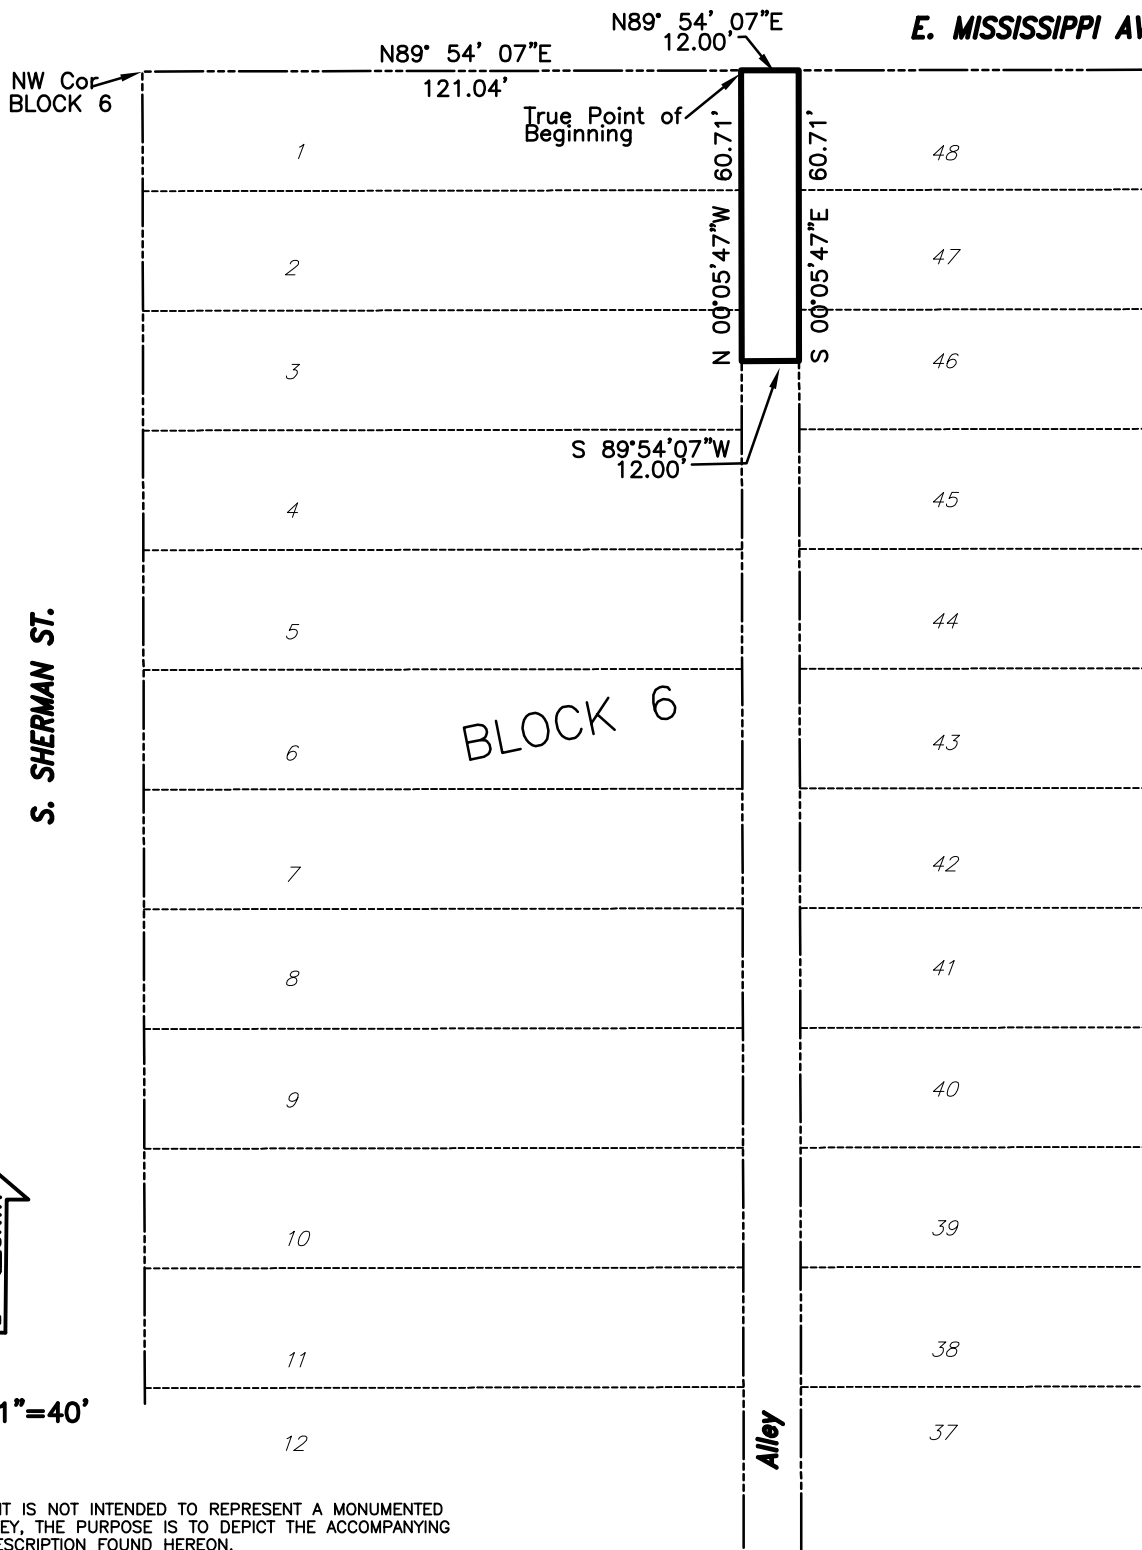 N89° 54' 07"E
12.00'
E. MISSISSIPPI AV
N89° 54' 07"E
121.04'
NW Cor
BLOCK 6
True Point of
Beginning
N 00°05'47"W 60.71'
S 00°05'47"E 60.71'
S 89°54'07"W
12.00'
1
48
2
47
3
46
4
45
5
44
S. SHERMAN ST.
BLOCK 6
6
43
7
42
8
41
9
40
10
39
11
38
1"=40'
12
Alley
37
IT IS NOT INTENDED TO REPRESENT A MONUMENTED
EY, THE PURPOSE IS TO DEPICT THE ACCOMPANYING
ESCRIPTION FOUND HEREON.